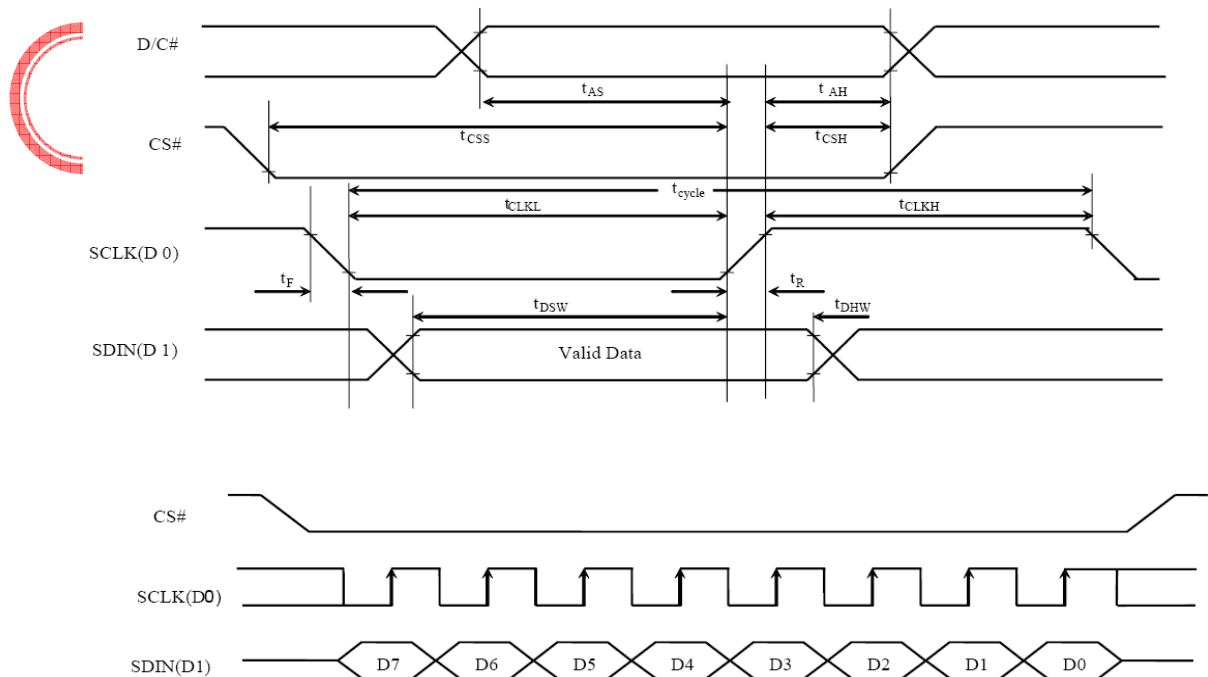 D/C#
tAS
tAH
CS#
tCSS
tCSH
tcycle
tCLKL
tCLKH
SCLK(D 0)
tF
tR
tDSW
tDHW
SDIN(D 1)
Valid Data
CS#
SCLK(D0)
SDIN(D1)
D7 D6 D5 D4 D3 D2 D1 D0